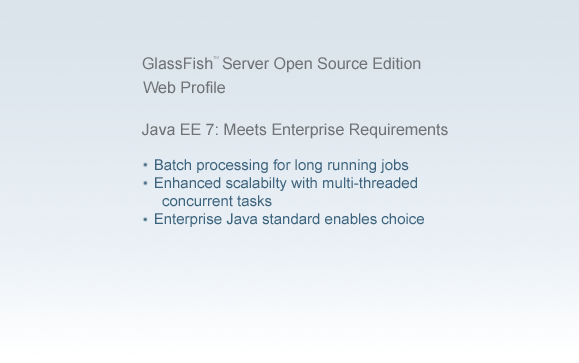 GlassFish™ Server Open Source Edition
Web Profile
Java EE 7: Meets Enterprise Requirements
• Batch processing for long running jobs
• Enhanced scalabilty with multi-threaded
concurrent tasks
• Enterprise Java standard enables choice